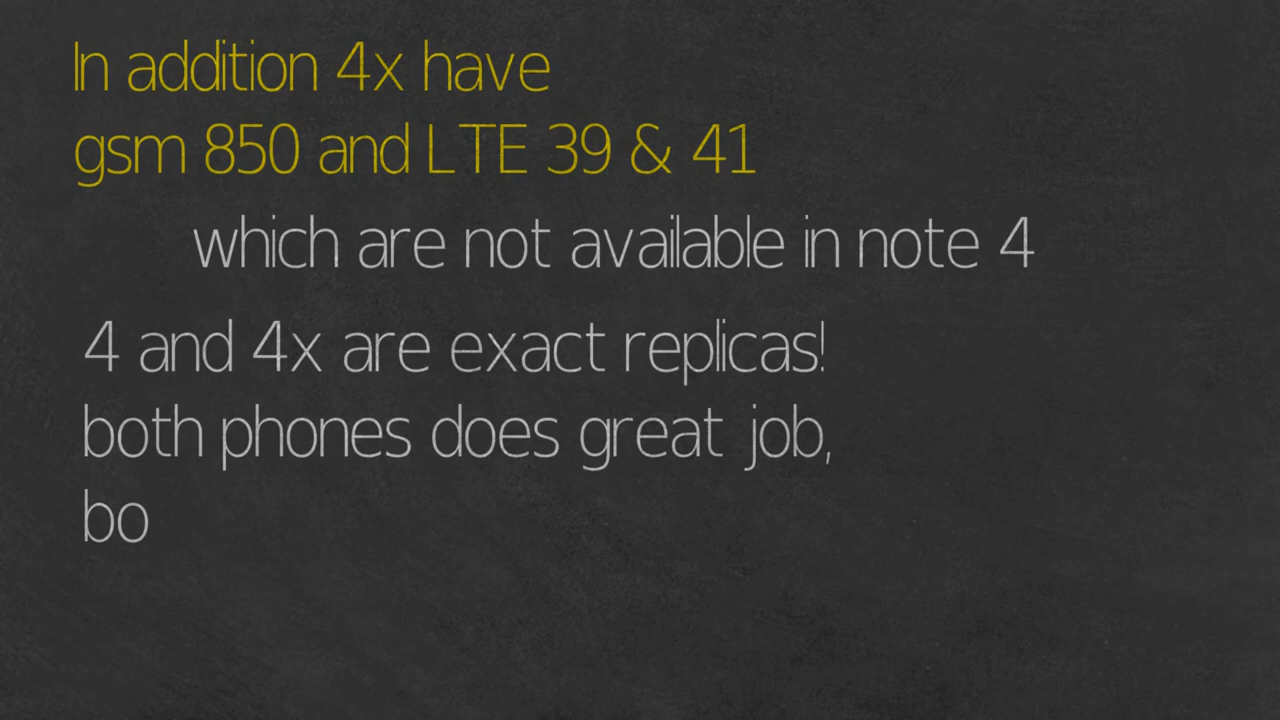 In addition 4x have
gsm 850 and LTE 39 & 41
which are not available in note 4
4 and 4x are exact replicas!
both phones does great job,
bo